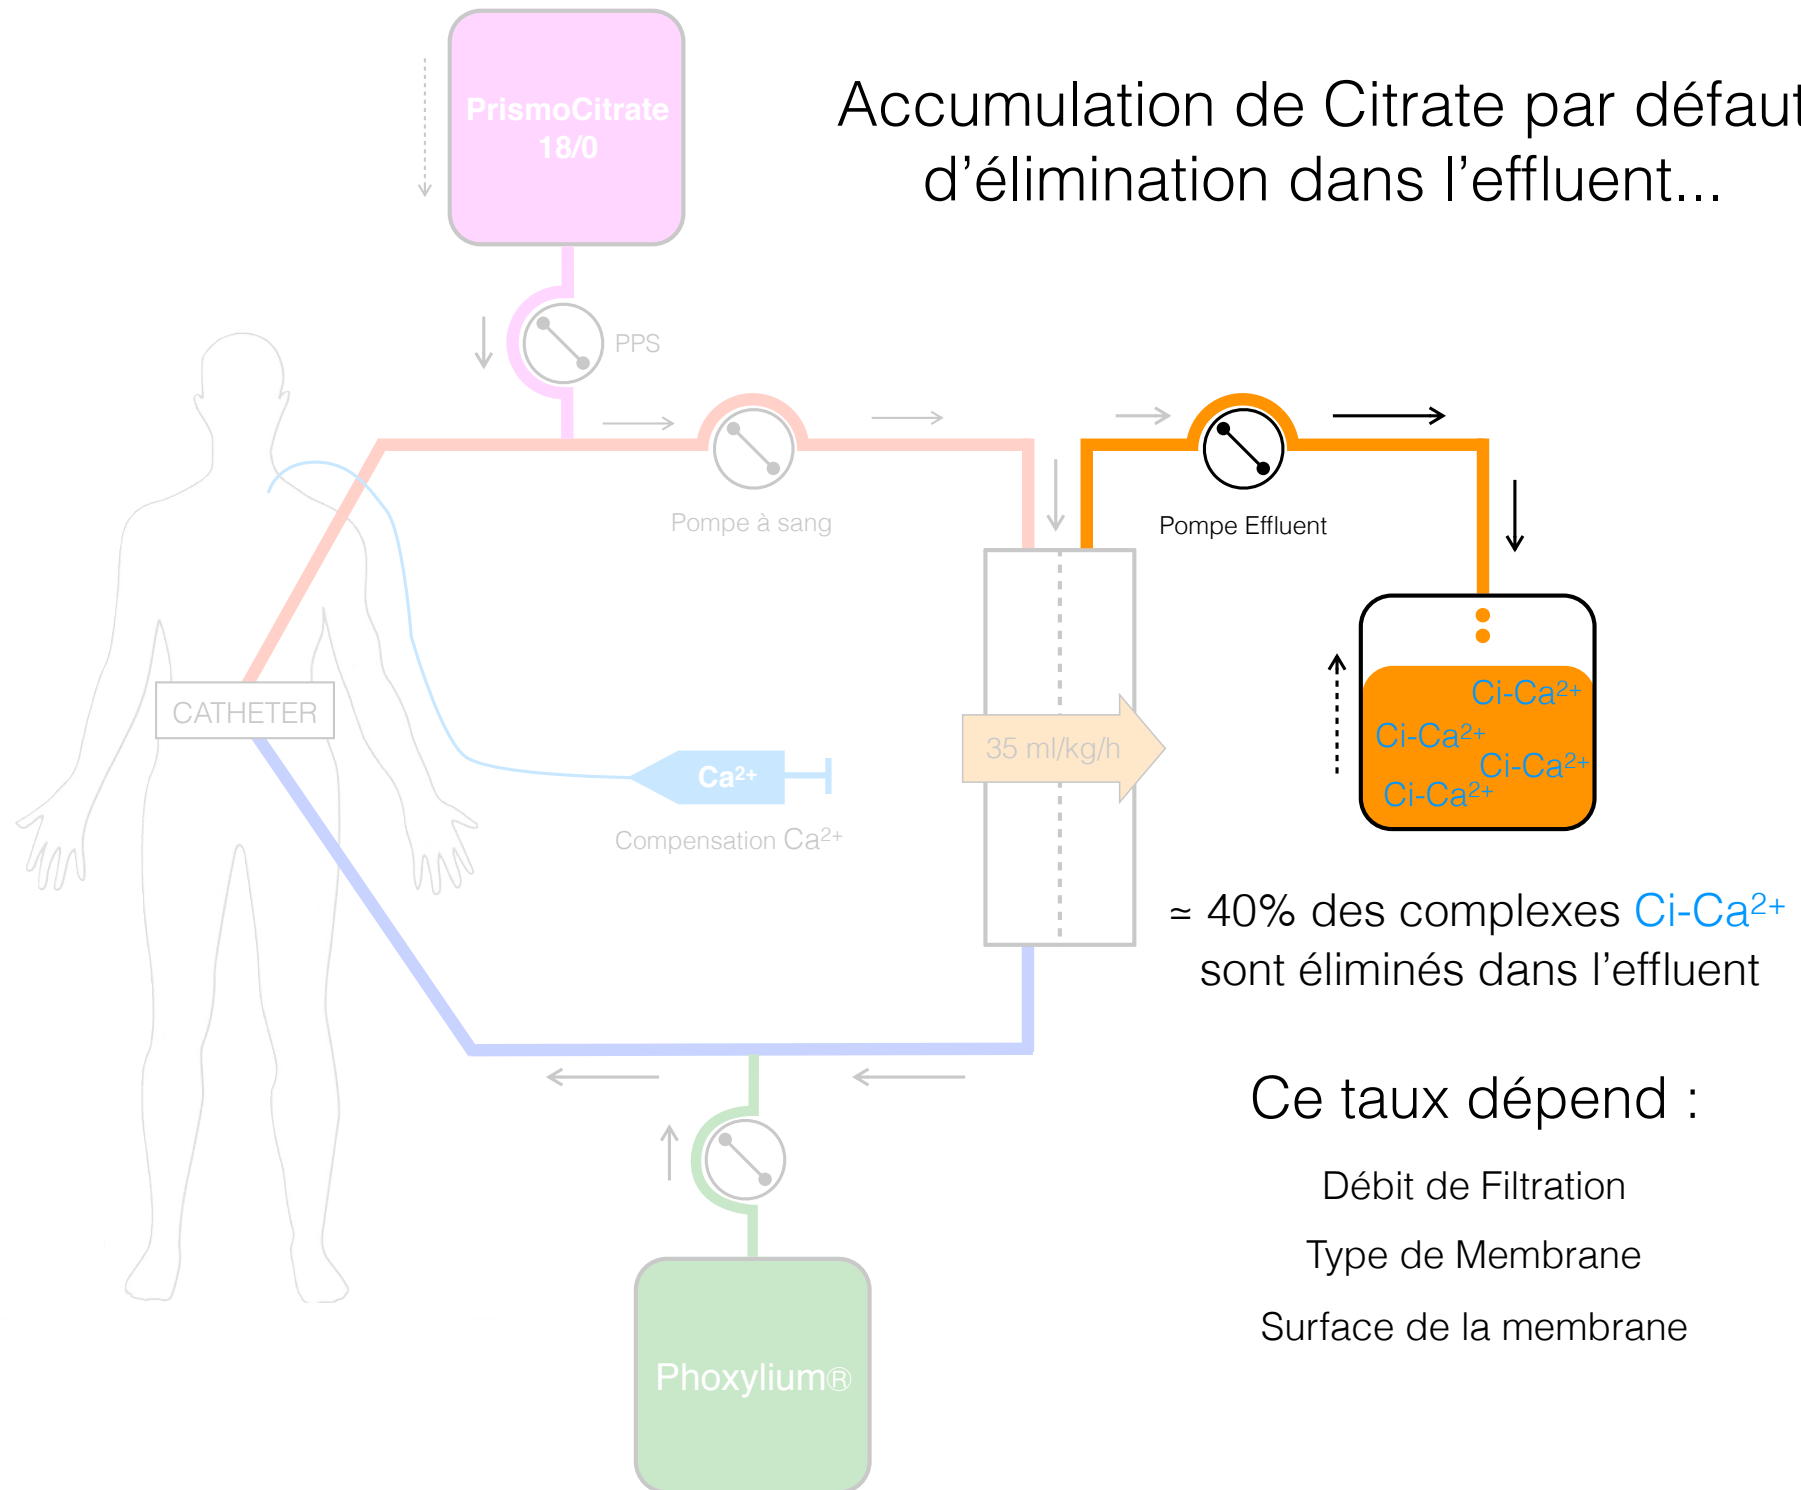 PrismoCitrate
18/0
Accumulation de Citrate par défaut
d’élimination dans l’effluent...
PPS
Pompe à sang
Pompe Effluent
CATHETER
Ca²⁺
Compensation Ca²⁺
35 ml/kg/h
Ci-Ca²⁺
Ci-Ca²⁺
Ci-Ca²⁺
Ci-Ca²⁺
≃ 40% des complexes Ci-Ca²⁺
sont éliminés dans l’effluent
Ce taux dépend :
Débit de Filtration
Type de Membrane
Surface de la membrane
Phoxylium®